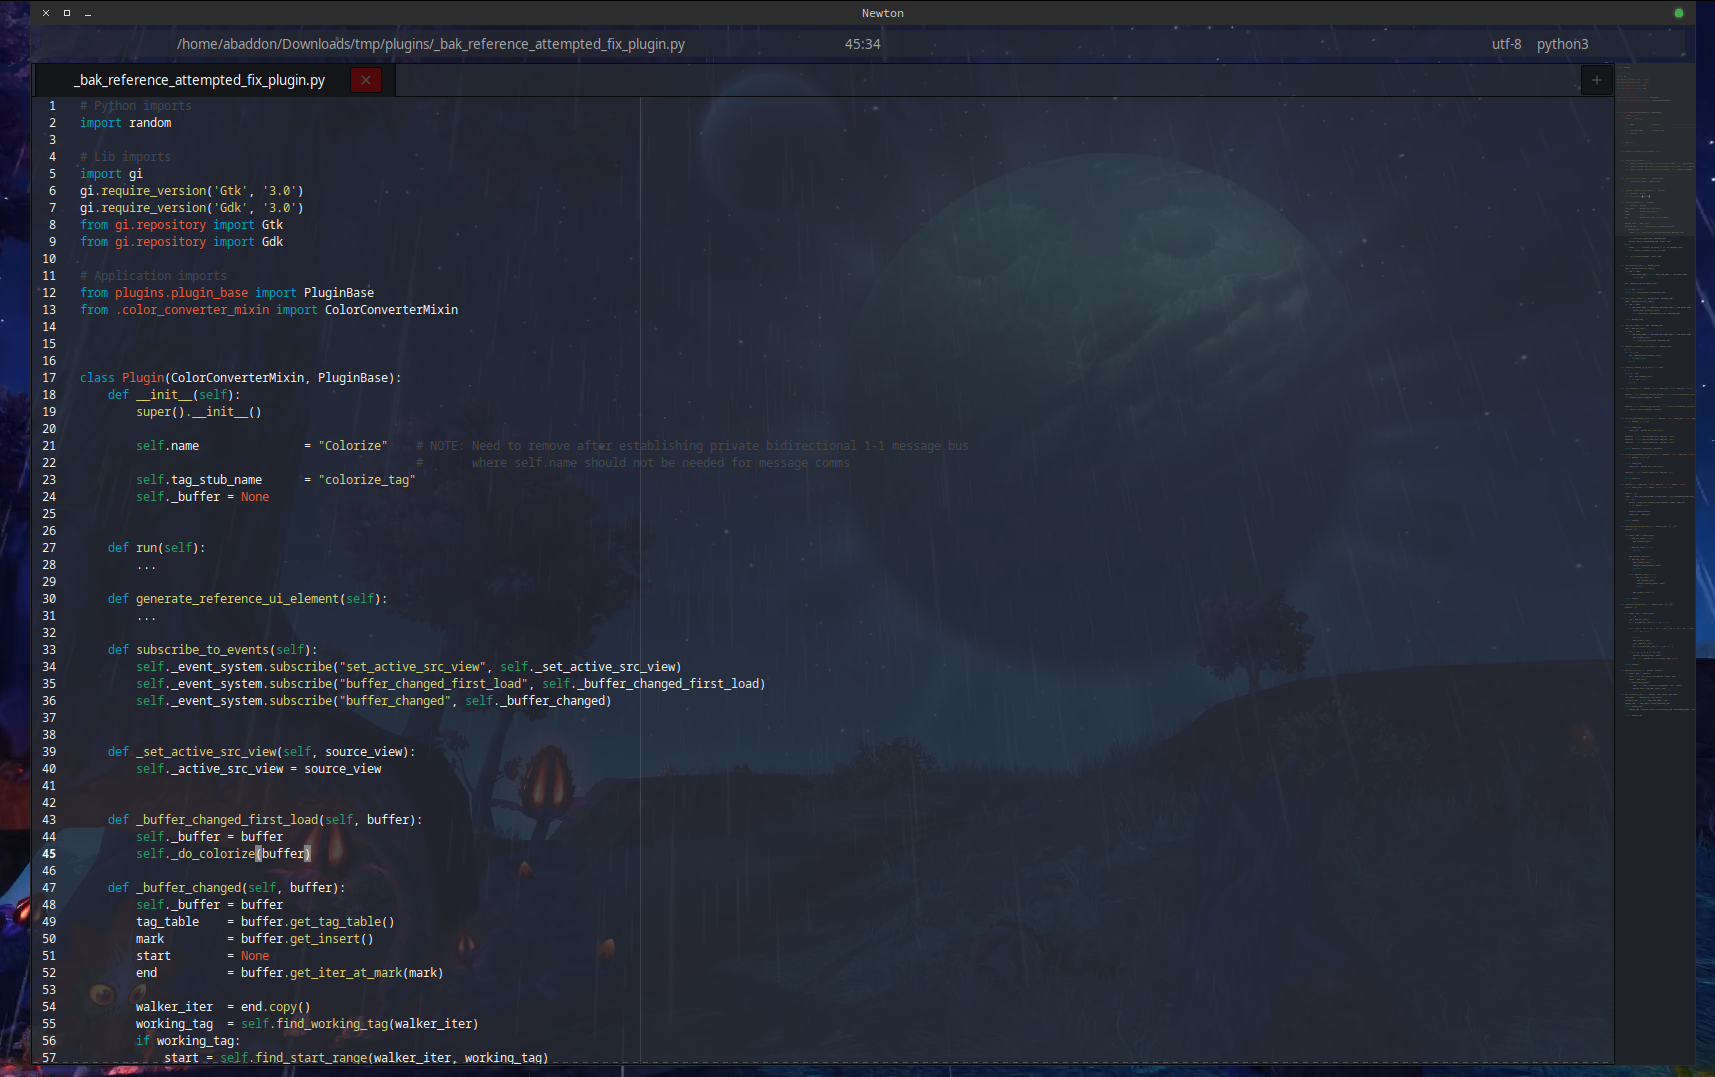 Newton
/home/abaddon/Downloads/tmp/plugins/_bak_reference_attempted_fix_plugin.py 45:34 utf-8 python3
_bak_reference_attempted_fix_plugin.py × +
1 # Python imports
2 import random
3
4 # Lib imports
5 import gi
6 gi.require_version('Gtk', '3.0')
7 gi.require_version('Gdk', '3.0')
8 from gi.repository import Gtk
9 from gi.repository import Gdk
10
11 # Application imports
12 from plugins.plugin_base import PluginBase
13 from .color_converter_mixin import ColorConverterMixin
14
15
16
17 class Plugin(ColorConverterMixin, PluginBase):
18 def __init__(self):
19 super().__init__()
20
21 self.name = "Colorize" # NOTE: Need to remove after establishing private bidirectional 1-1 message bus
22 # where self.name should not be needed for message comms
23 self.tag_stub_name = "colorize_tag"
24 self._buffer = None
25
26
27 def run(self):
28 ...
29
30 def generate_reference_ui_element(self):
31 ...
32
33 def subscribe_to_events(self):
34 self._event_system.subscribe("set_active_src_view", self._set_active_src_view)
35 self._event_system.subscribe("buffer_changed_first_load", self._buffer_changed_first_load)
36 self._event_system.subscribe("buffer_changed", self._buffer_changed)
37
38
39 def _set_active_src_view(self, source_view):
40 self._active_src_view = source_view
41
42
43 def _buffer_changed_first_load(self, buffer):
44 self._buffer = buffer
45 self._do_colorize(buffer)
46
47 def _buffer_changed(self, buffer):
48 self._buffer = buffer
49 tag_table = buffer.get_tag_table()
50 mark = buffer.get_insert()
51 start = None
52 end = buffer.get_iter_at_mark(mark)
53
54 walker_iter = end.copy()
55 working_tag = self.find_working_tag(walker_iter)
56 if working_tag:
57 start = self.find_start_range(walker_iter, working_tag)